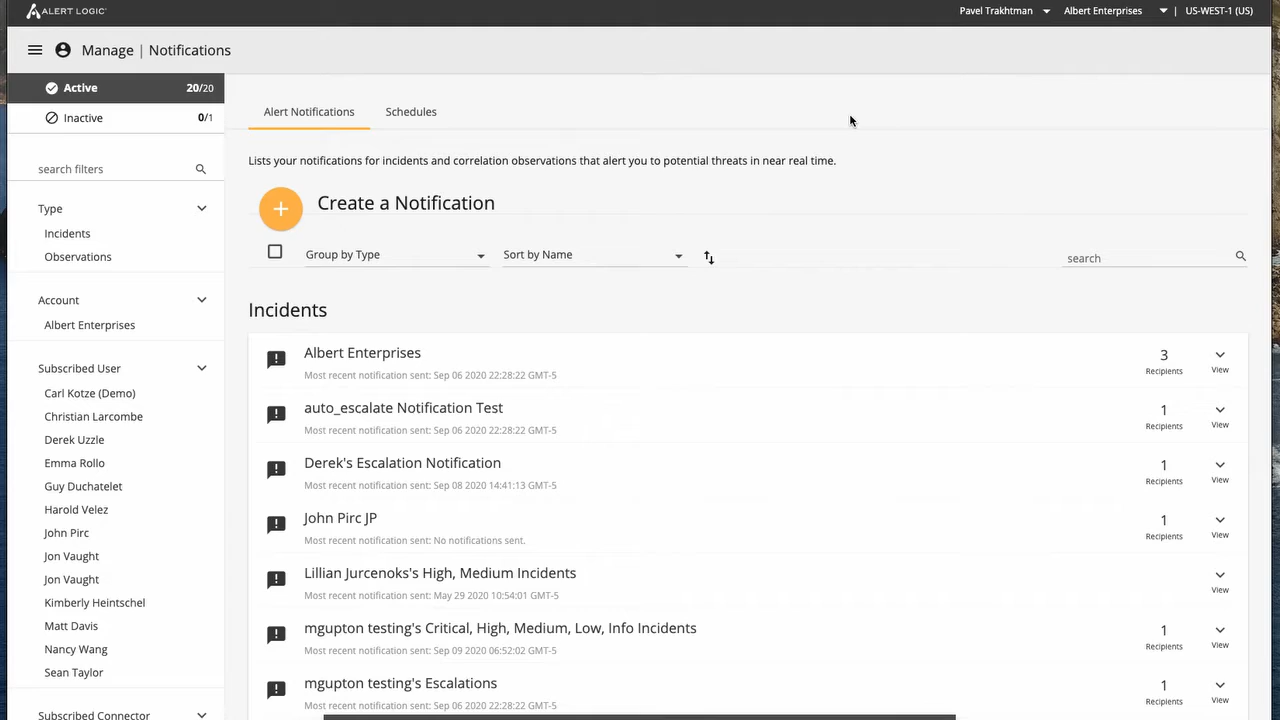 ALERT LOGIC
Pavel Trakhtman
Albert Enterprises
US-WEST-1 (US)
Manage | Notifications
Active 20/20
Inactive 0/1
search filters
Type
Incidents
Observations
Account
Albert Enterprises
Subscribed User
Carl Kotze (Demo)
Christian Larcombe
Derek Uzzle
Emma Rollo
Guy Duchatelet
Harold Velez
John Pirc
Jon Vaught
Jon Vaught
Kimberly Heintschel
Matt Davis
Nancy Wang
Sean Taylor
Subscribed Connector
Alert Notifications
Schedules
Lists your notifications for incidents and correlation observations that alert you to potential threats in near real time.
+ Create a Notification
Group by Type
Sort by Name
search
Incidents
Albert Enterprises
Most recent notification sent: Sep 06 2020 22:28:22 GMT-5
3
Recipients
View
auto_escalate Notification Test
Most recent notification sent: Sep 06 2020 22:28:22 GMT-5
1
Recipients
View
Derek's Escalation Notification
Most recent notification sent: Sep 08 2020 14:41:13 GMT-5
1
Recipients
View
John Pirc JP
Most recent notification sent: No notifications sent.
1
Recipients
View
Lillian Jurcenoks's High, Medium Incidents
Most recent notification sent: May 29 2020 10:54:01 GMT-5
View
mgupton testing's Critical, High, Medium, Low, Info Incidents
Most recent notification sent: Sep 09 2020 06:52:02 GMT-5
1
Recipients
View
mgupton testing's Escalations
Most recent notification sent: Sep 06 2020 22:28:22 GMT-5
1
Recipients
View